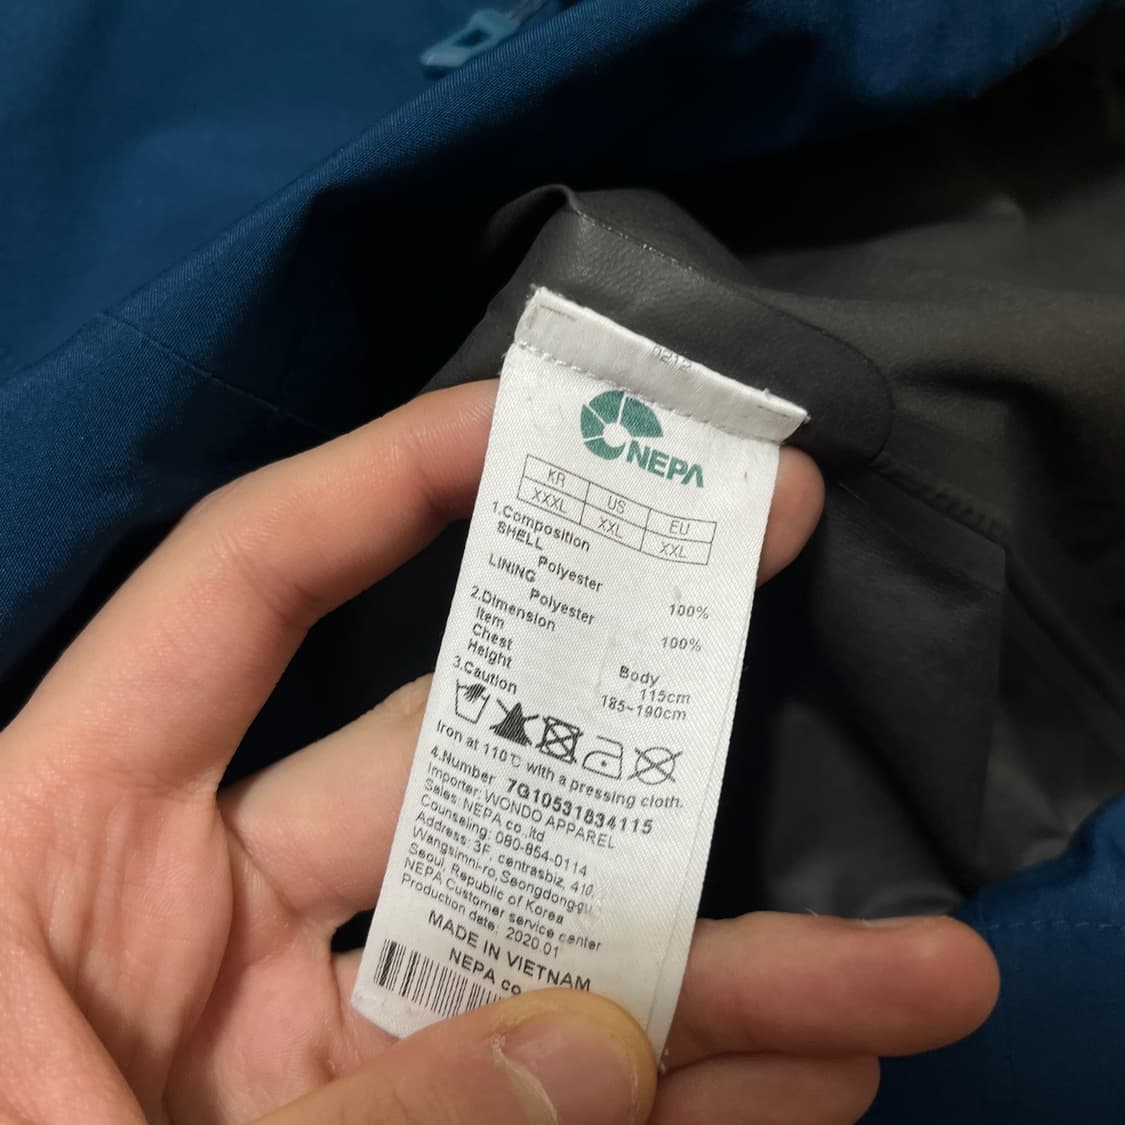 0212
NEPA
KR US EU
XXXL XXL XXL
1.Composition
SHELL
Polyester 100%
LINING
Polyester 100%
2.Dimension
Item Body
Chest 115cm
Height 185~190cm
3.Caution
Iron at 110℃ with a pressing cloth.
4.Number 7G10531834115
Importer: WONDO APPAREL
Sales: NEPA co.,ltd
Counseling: 080-854-0114
Address: 3F, centrasbiz, 410,
Wangsimni-ro, Seongdong-gu,
Seoul, Republic of Korea
NEPA Customer service center
Production date: 2020.01
MADE IN VIETNAM
NEPA co